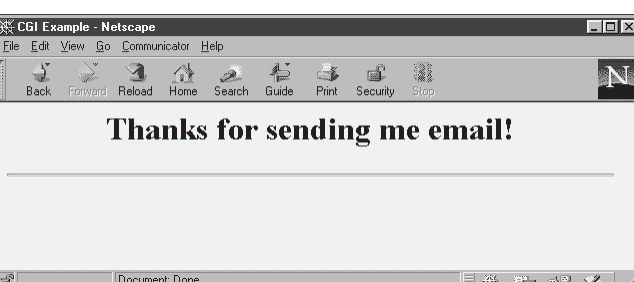 CGI Example - Netscape
File Edit View Go Communicator Help
Back Forward Reload Home Search Guide Print Security Stop
N
Thanks for sending me email!
Document: Done